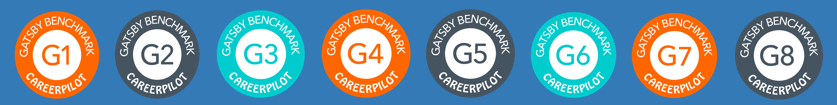 GATSBY BENCHMARK
G1
CAREERPILOT
GATSBY BENCHMARK
G2
CAREERPILOT
GATSBY BENCHMARK
G3
CAREERPILOT
GATSBY BENCHMARK
G4
CAREERPILOT
GATSBY BENCHMARK
G5
CAREERPILOT
GATSBY BENCHMARK
G6
CAREERPILOT
GATSBY BENCHMARK
G7
CAREERPILOT
GATSBY BENCHMARK
G8
CAREERPILOT